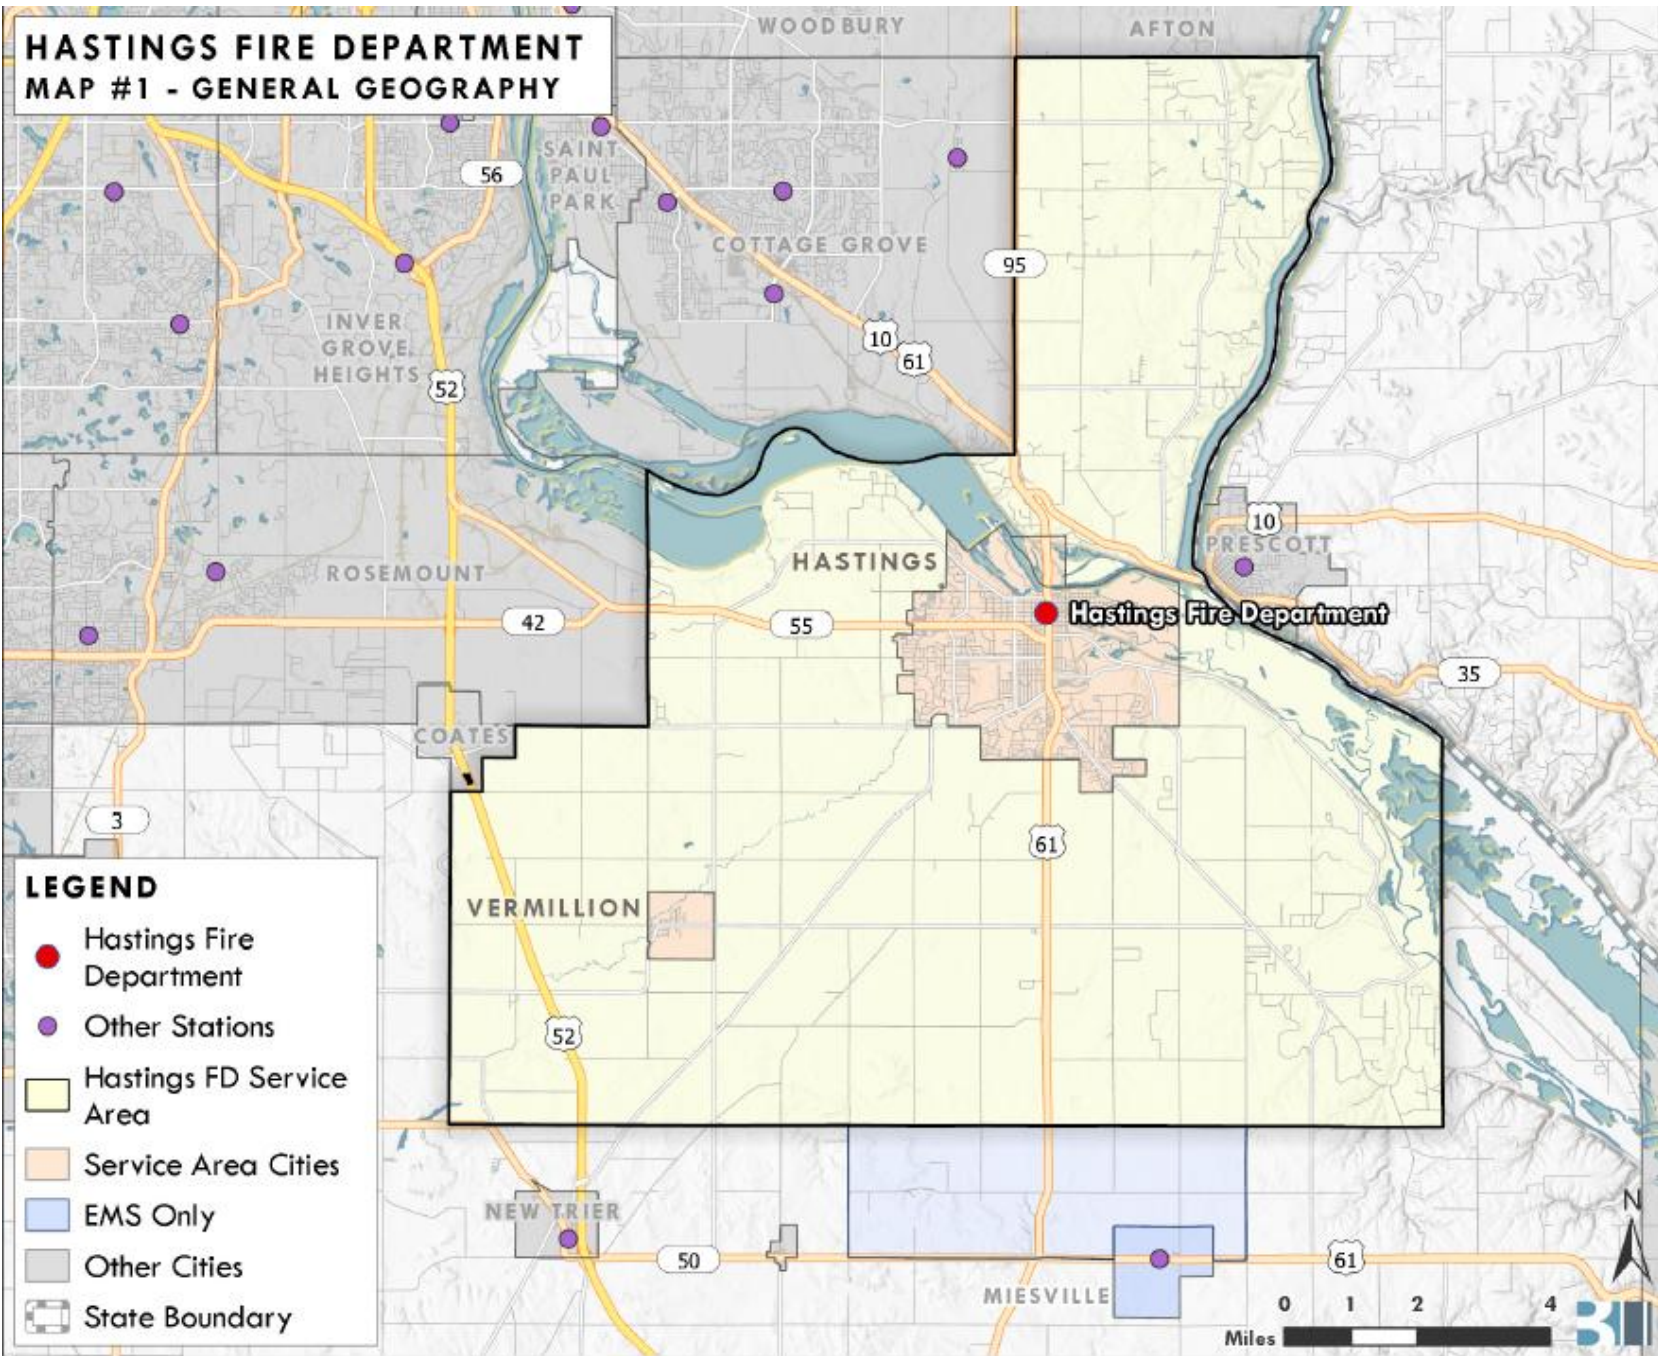 HASTINGS FIRE DEPARTMENT
MAP #1 - GENERAL GEOGRAPHY
WOODBURY
AFTON
56
SAINT
PAUL
PARK
COTTAGE GROVE
95
INVER
GROVE
HEIGHTS
10
61
52
10
PRESCOTT
HASTINGS
ROSEMOUNT
Hastings Fire Department
42
55
35
COATES
3
61
VERMILLION
52
LEGEND
Hastings Fire
Department
Other Stations
Hastings FD Service
Area
Service Area Cities
EMS Only
Other Cities
State Boundary
NEW TRIER
50
61
MIESVILLE
N
0 1 2 4
Miles
B